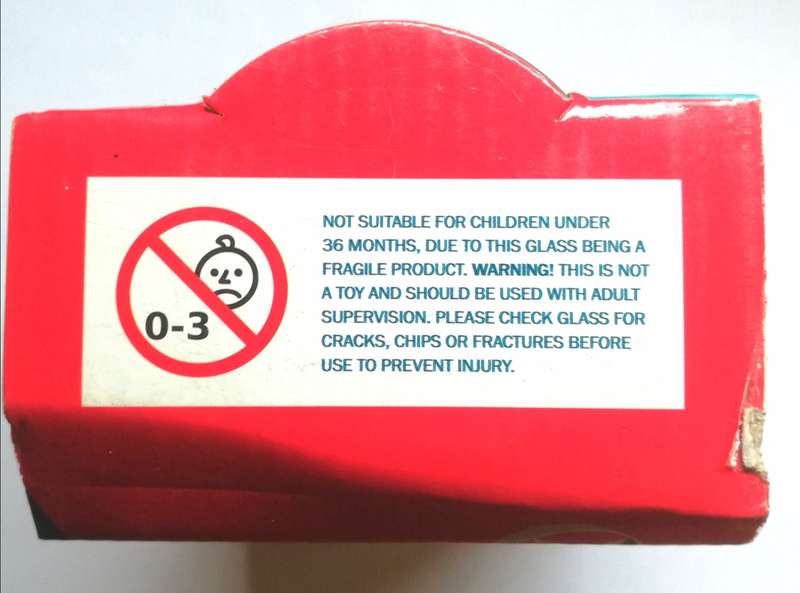 0-3
NOT SUITABLE FOR CHILDREN UNDER
36 MONTHS, DUE TO THIS GLASS BEING A
FRAGILE PRODUCT. WARNING! THIS IS NOT
A TOY AND SHOULD BE USED WITH ADULT
SUPERVISION. PLEASE CHECK GLASS FOR
CRACKS, CHIPS OR FRACTURES BEFORE
USE TO PREVENT INJURY.